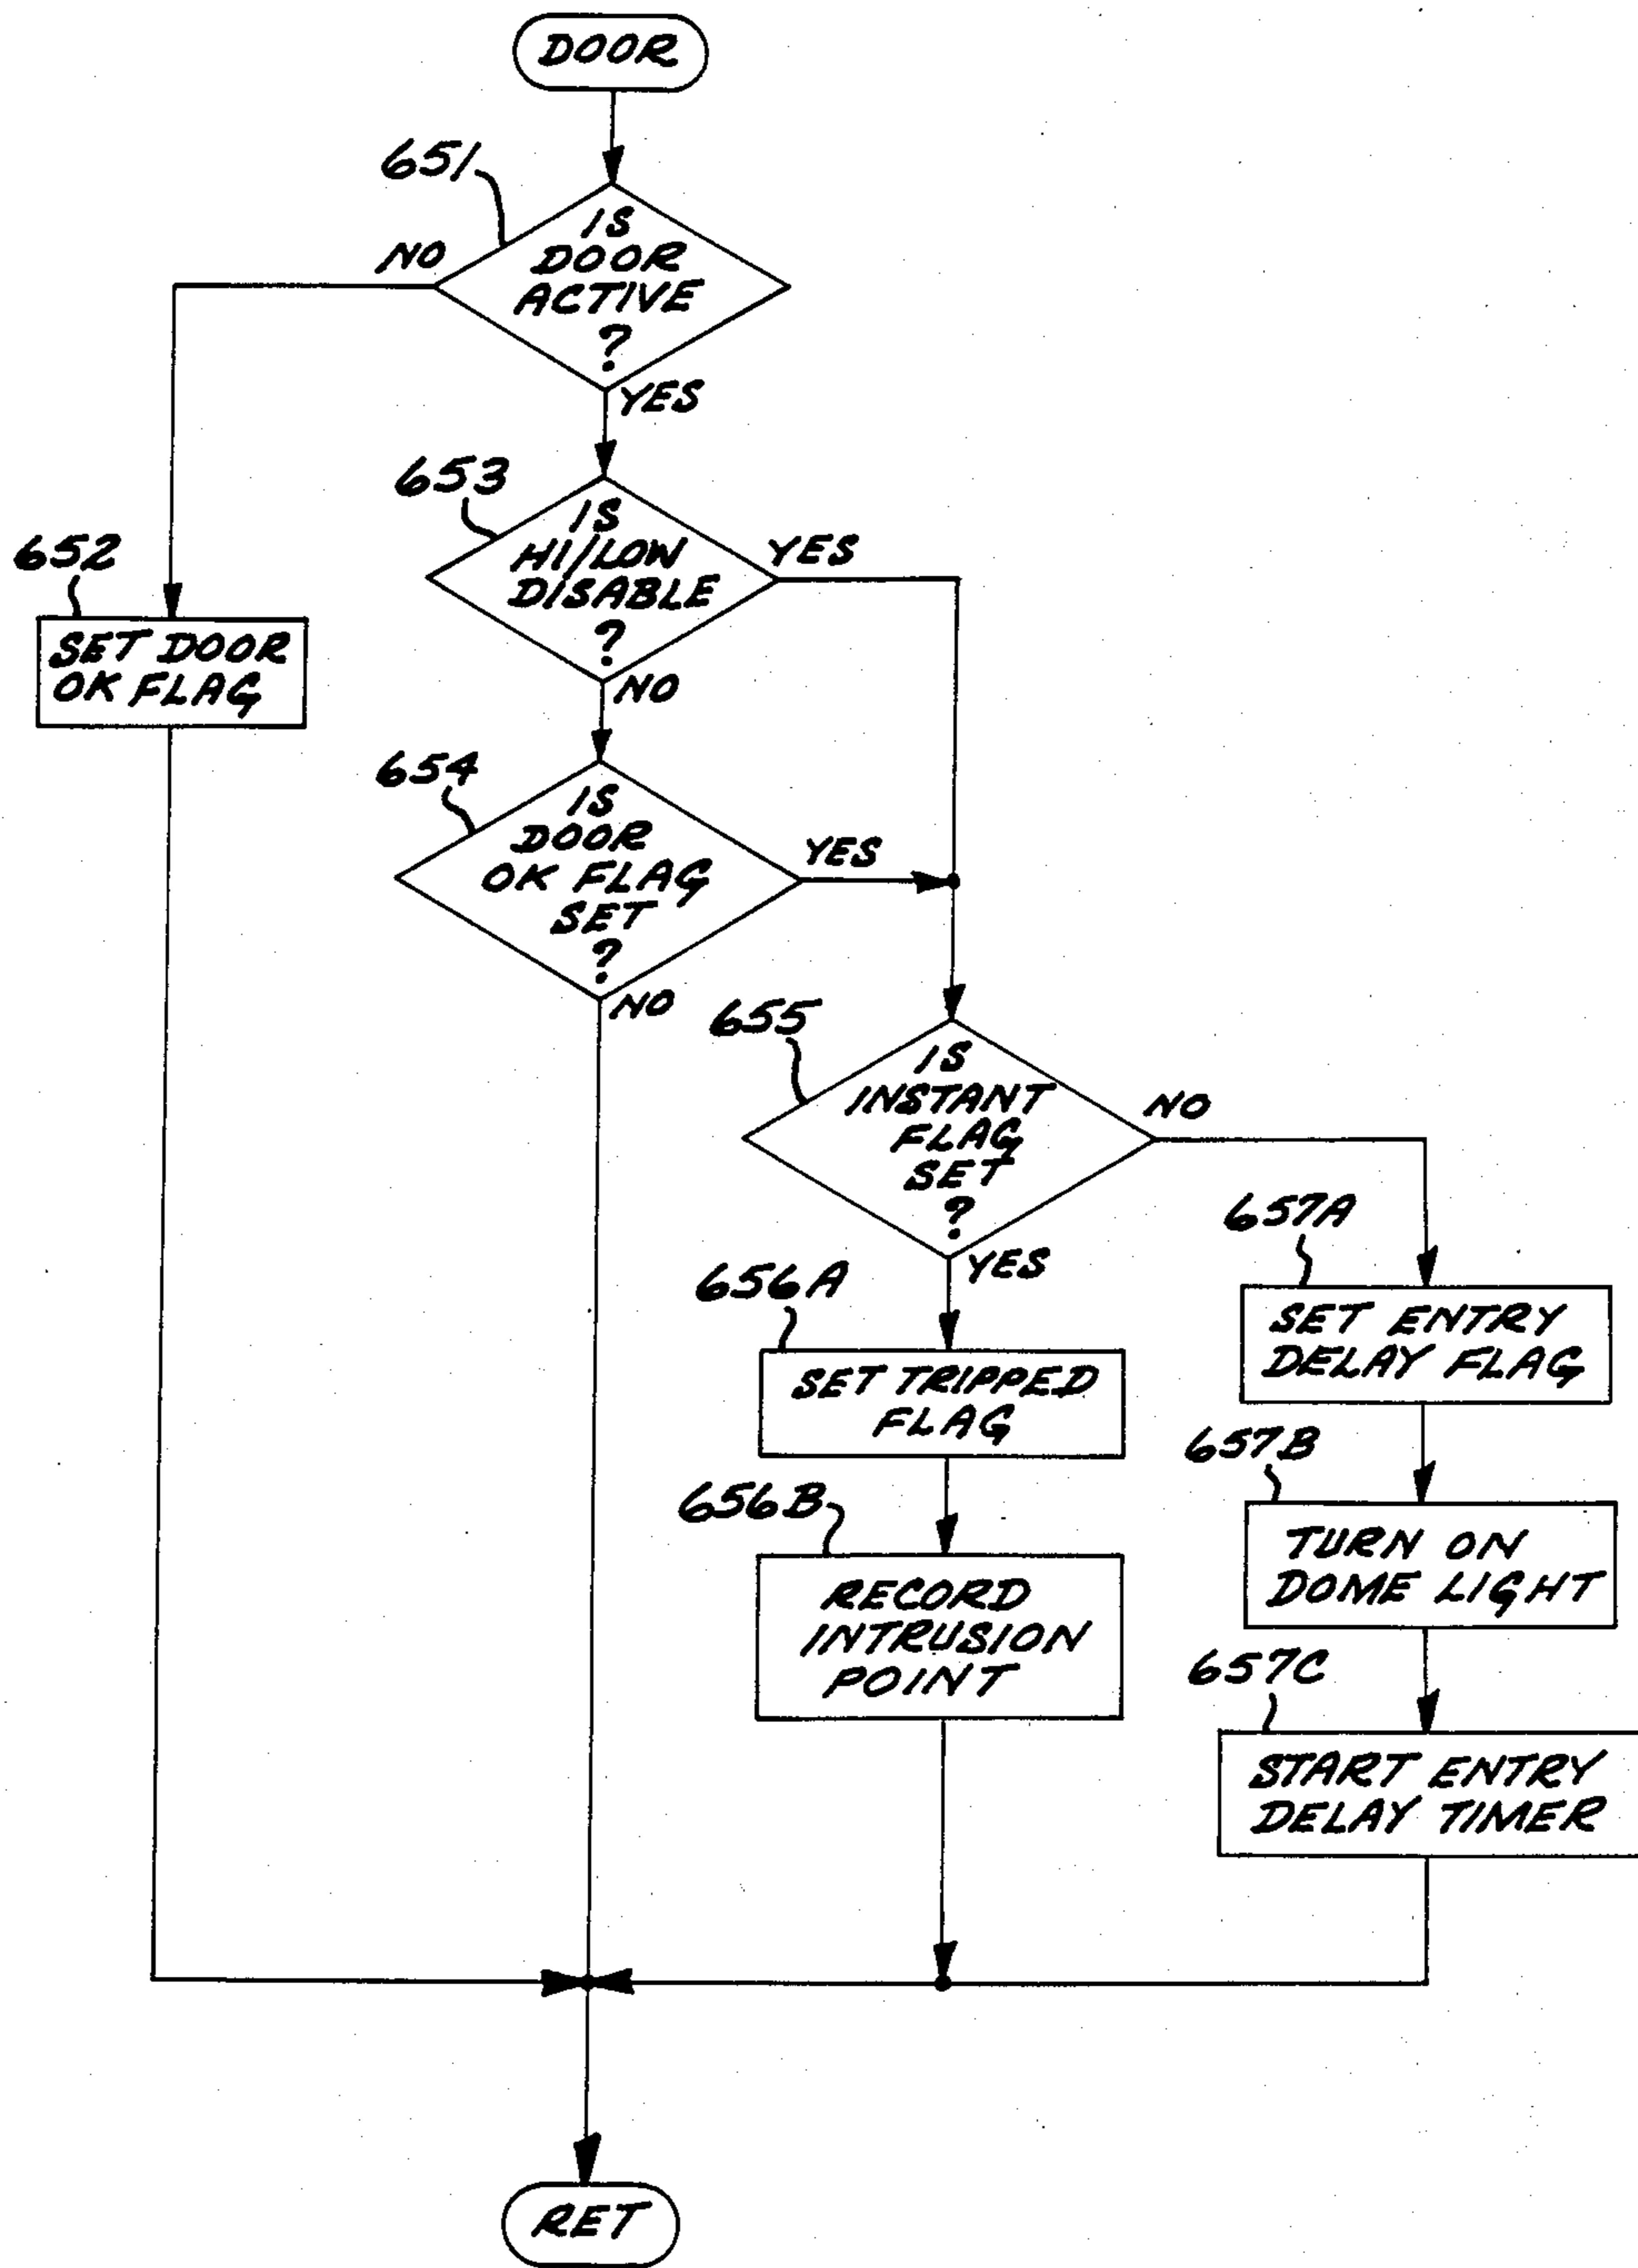 DOOR
651
IS
DOOR
ACTIVE
?
NO
YES
653
IS
HI/LOW
DISABLE
?
YES
NO
652
SET DOOR
OK FLAG
654
IS
DOOR
OK FLAG
SET
?
YES
NO
655
IS
INSTANT
FLAG
SET
?
NO
YES
656A
SET TRIPPED
FLAG
656B
RECORD
INTRUSION
POINT
657A
SET ENTRY
DELAY FLAG
657B
TURN ON
DOME LIGHT
657C
START ENTRY
DELAY TIMER
RET